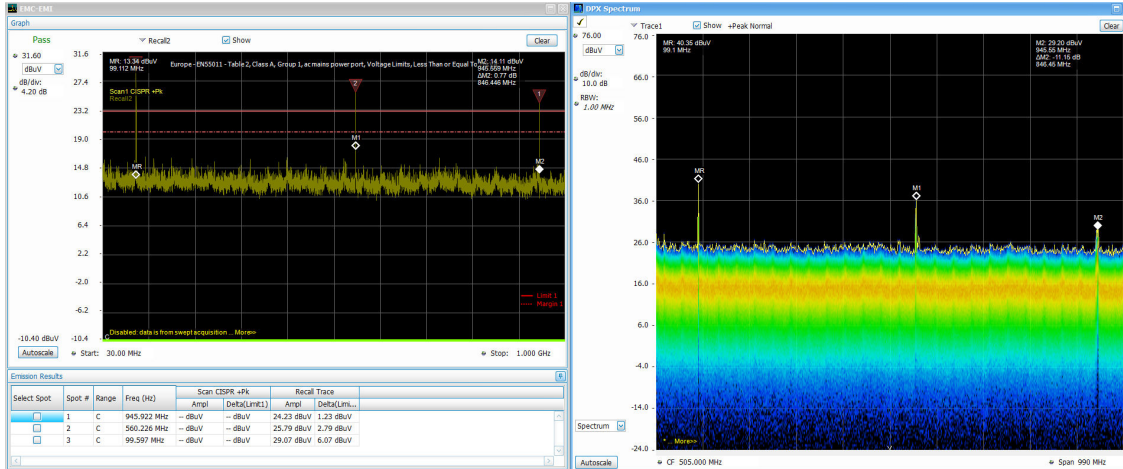 EMC-EMI
Graph
Pass
Recall2
Show
Clear
31.60
dBuV
dB/div:
4.20 dB
31.6
27.4
23.2
19.0
14.8
10.6
6.4
2.2
-2.0
-6.2
-10.4
MR: 13.34 dBuV
99.112 MHz
Europe - EN55011 - Table 2, Class A, Group 1, ac mains power port, Voltage Limits, Less Than or Equal To
M2: 14.11 dBuV
945.559 MHz
ΔM2: 0.77 dB
846.446 MHz
Scan1 CISPR +Pk
Recall2
2
1
MR
M1
M2
Limit 1
Margin 1
Disabled: data is from swept acquisition ... More>>
C
-10.40 dBuV
Autoscale
Start: 30.00 MHz
Stop: 1.000 GHz
Emission Results
Select Spot
Spot #
Range
Freq (Hz)
Scan CISPR +Pk
Recall Trace
Ampl
Delta(Limit1)
Ampl
Delta(Limi...
1 C 945.922 MHz -- dBuV -- dBuV 24.23 dBuV 1.23 dBuV
2 C 560.226 MHz -- dBuV -- dBuV 25.79 dBuV 2.79 dBuV
3 C 99.597 MHz -- dBuV -- dBuV 29.07 dBuV 6.07 dBuV
DPX Spectrum
Trace1
Show
+Peak Normal
Clear
76.00
dBuV
dB/div:
10.0 dB
RBW:
1.00 MHz
76.0
66.0
56.0
46.0
36.0
26.0
16.0
6.0
-4.0
-14.0
-24.0
MR: 40.35 dBuV
99.1 MHz
M2: 29.20 dBuV
945.55 MHz
ΔM2: -11.15 dB
846.45 MHz
MR
M1
M2
* ... More>>
Spectrum
Autoscale
CF 505.000 MHz
Span 990 MHz